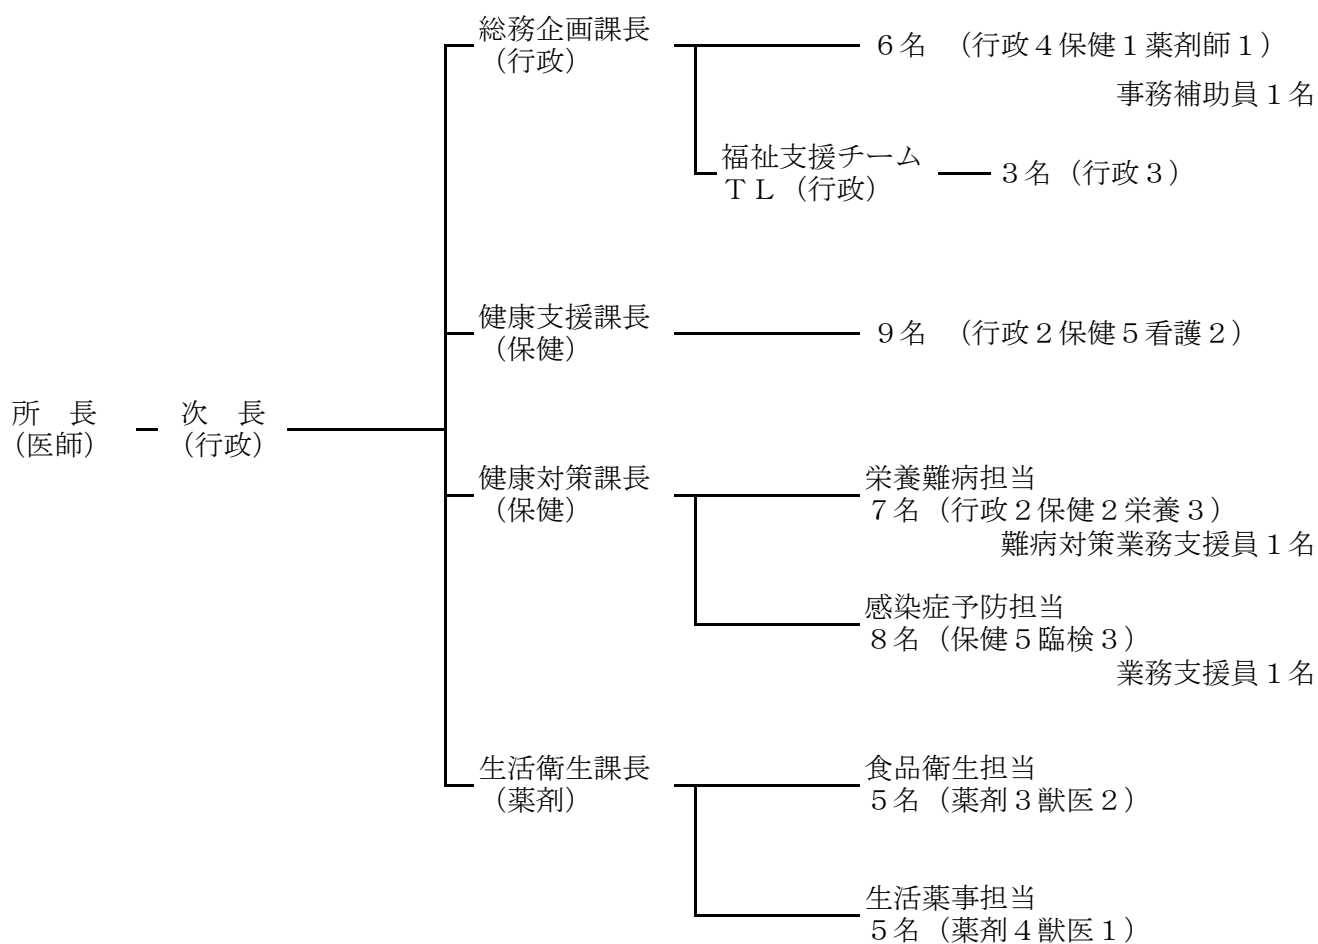 総務企画課長
（行政）
６名　（行政４保健１薬剤師１）
事務補助員１名
福祉支援チーム
ＴＬ（行政）
３名（行政３）
健康支援課長
（保健）
９名　（行政２保健５看護２）
所　長
（医師）
次　長
（行政）
健康対策課長
（保健）
栄養難病担当
７名（行政２保健２栄養３）
難病対策業務支援員１名
感染症予防担当
８名（保健５臨検３）
業務支援員１名
生活衛生課長
（薬剤）
食品衛生担当
５名（薬剤３獣医２）
生活薬事担当
５名（薬剤４獣医１）